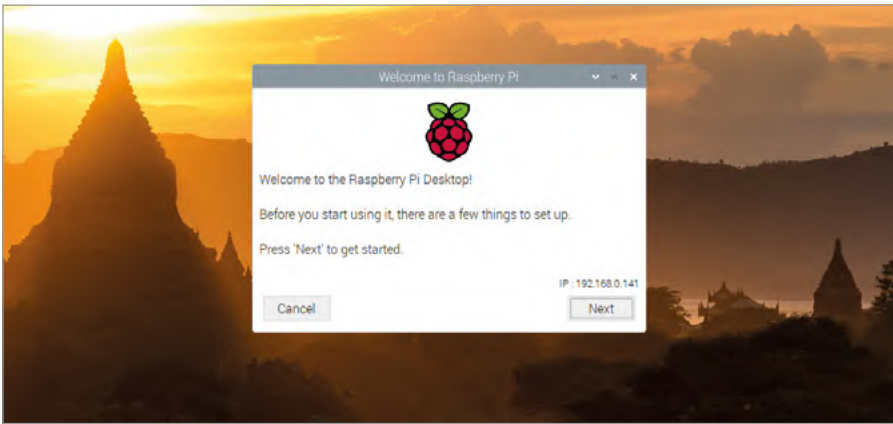 Welcome to Raspberry Pi
Welcome to the Raspberry Pi Desktop!
Before you start using it, there are a few things to set up.
Press 'Next' to get started.
IP : 192.168.0.141
Cancel
Next